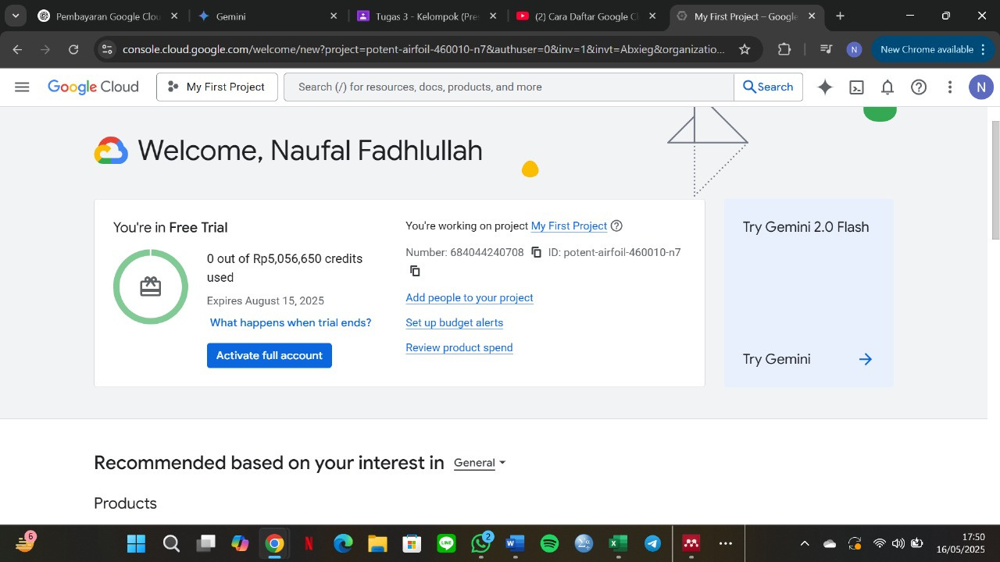 Pembayaran Google Clou
Gemini
Tugas 3 - Kelompok (Pre
(2) Cara Daftar Google Cl
My First Project – Google
console.cloud.google.com/welcome/new?project=potent-airfoil-460010-n7&authuser=0&inv=1&invt=Abxieg&organizatio...
N
New Chrome available
Google Cloud
My First Project
Search (/) for resources, docs, products, and more
Search
N
Welcome, Naufal Fadhlullah
You're in Free Trial
0 out of Rp5,056,650 credits
used
Expires August 15, 2025
What happens when trial ends?
Activate full account
You're working on project My First Project
Number: 684044240708 ID: potent-airfoil-460010-n7
Add people to your project
Set up budget alerts
Review product spend
Try Gemini 2.0 Flash
Try Gemini
Recommended based on your interest in General
Products
6
2
17:50
16/05/2025